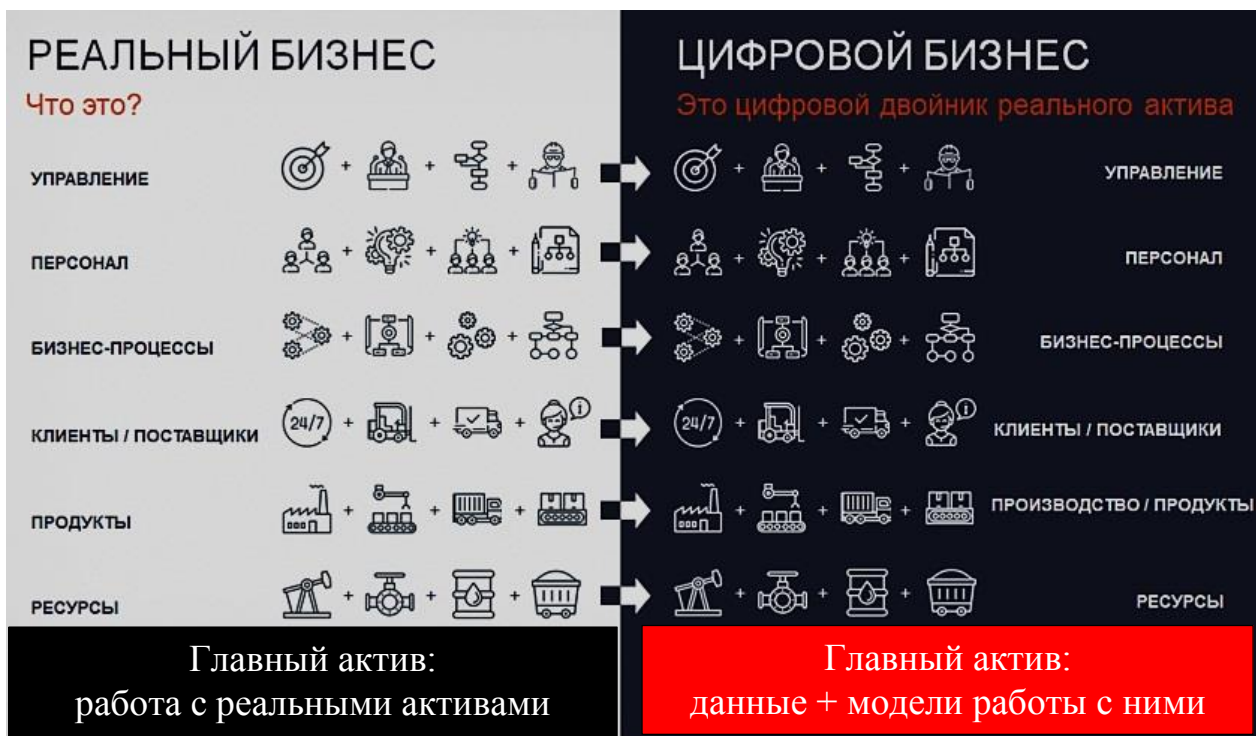 РЕАЛЬНЫЙ БИЗНЕС
Что это?
УПРАВЛЕНИЕ
ПЕРСОНАЛ
БИЗНЕС-ПРОЦЕССЫ
24/7
КЛИЕНТЫ / ПОСТАВЩИКИ
ПРОДУКТЫ
РЕСУРСЫ
Главный актив:
работа с реальными активами
ЦИФРОВОЙ БИЗНЕС
Это цифровой двойник реального актива
УПРАВЛЕНИЕ
ПЕРСОНАЛ
БИЗНЕС-ПРОЦЕССЫ
24/7
КЛИЕНТЫ / ПОСТАВЩИКИ
ПРОИЗВОДСТВО / ПРОДУКТЫ
РЕСУРСЫ
Главный актив:
данные + модели работы с ними